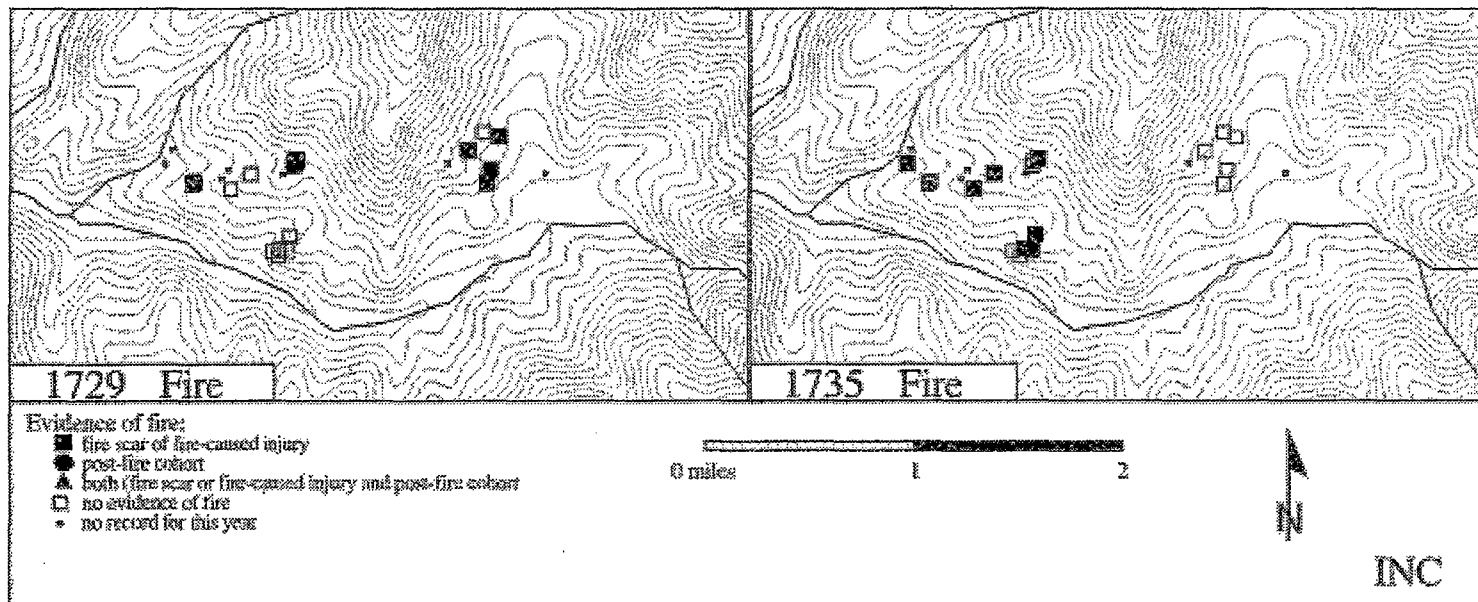 1729 Fire
1735 Fire
Evidence of fire:
fire scar of fire-caused injury
post-fire cohort
both (fire scar or fire-caused injury and post-fire cohort
no evidence of fire
no record for this year
0 miles 1 2
N
INC